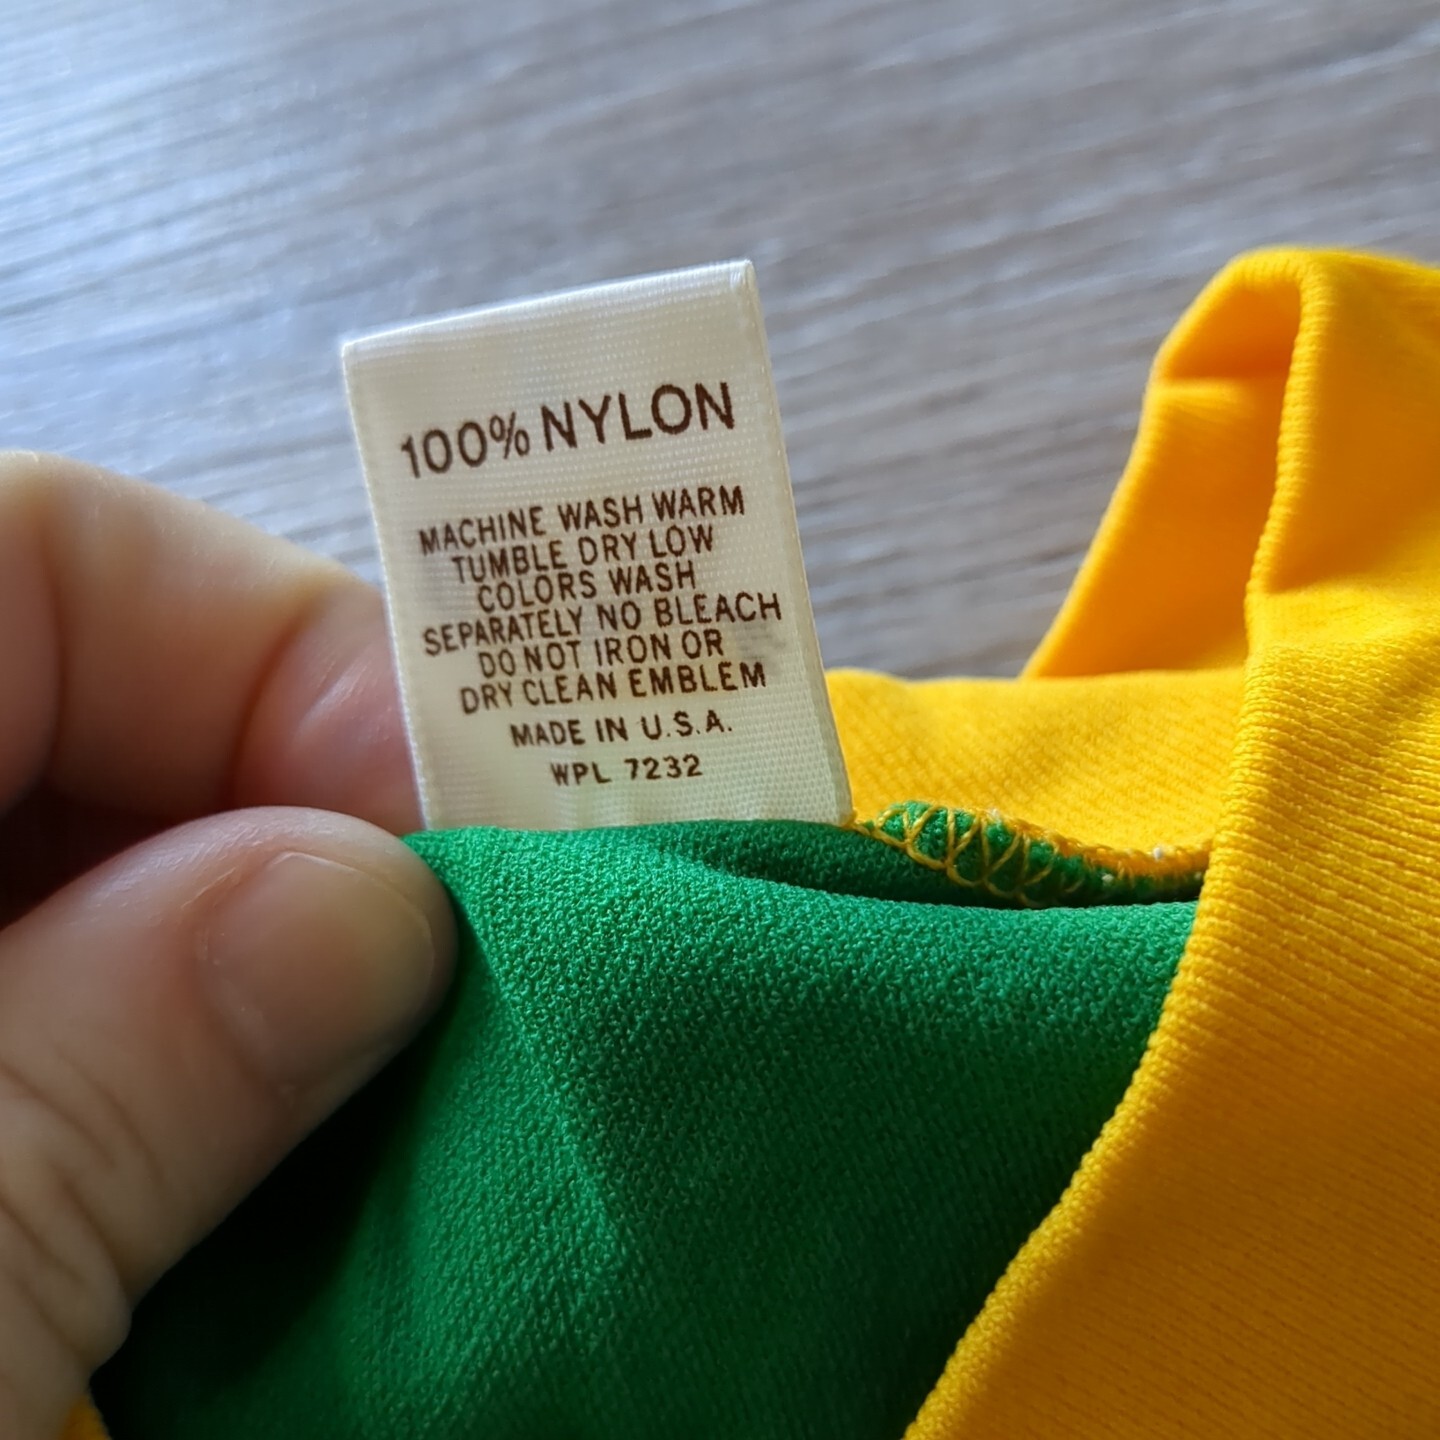 100% NYLON
MACHINE WASH WARM
TUMBLE DRY LOW
COLORS WASH
SEPARATELY NO BLEACH
DO NOT IRON OR
DRY CLEAN EMBLEM
MADE IN U.S.A.
WPL 7232